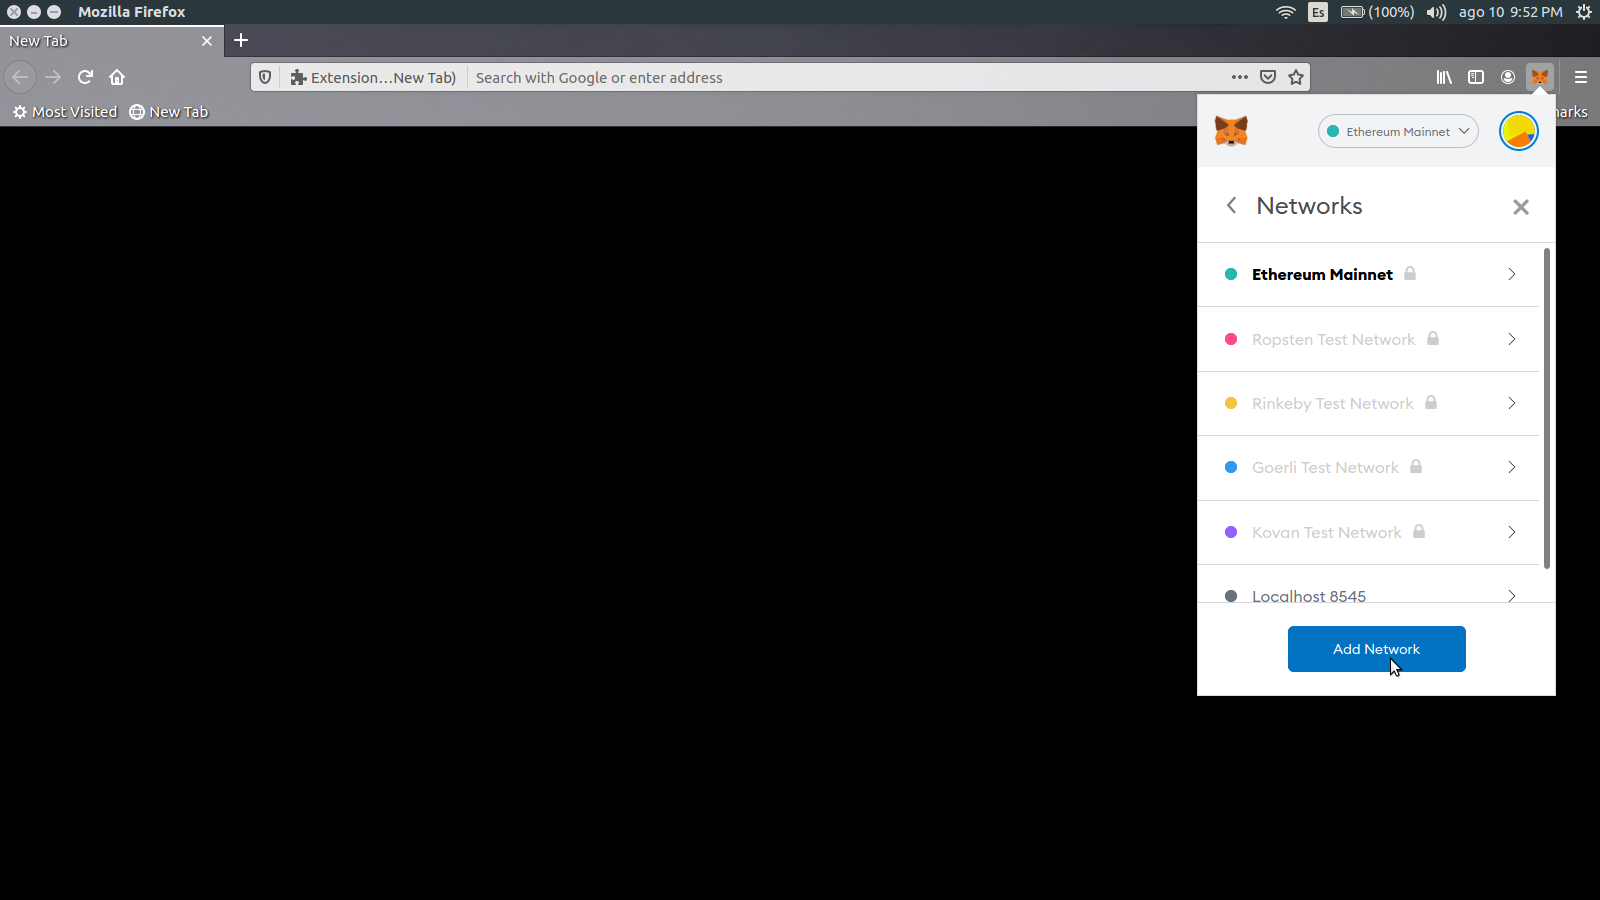 Mozilla Firefox
Es (100%) ago 10 9:52 PM
New Tab
Extension...New Tab) Search with Google or enter address
Most Visited New Tab arks
Ethereum Mainnet
Networks
Ethereum Mainnet
Ropsten Test Network
Rinkeby Test Network
Goerli Test Network
Kovan Test Network
Localhost 8545
Add Network